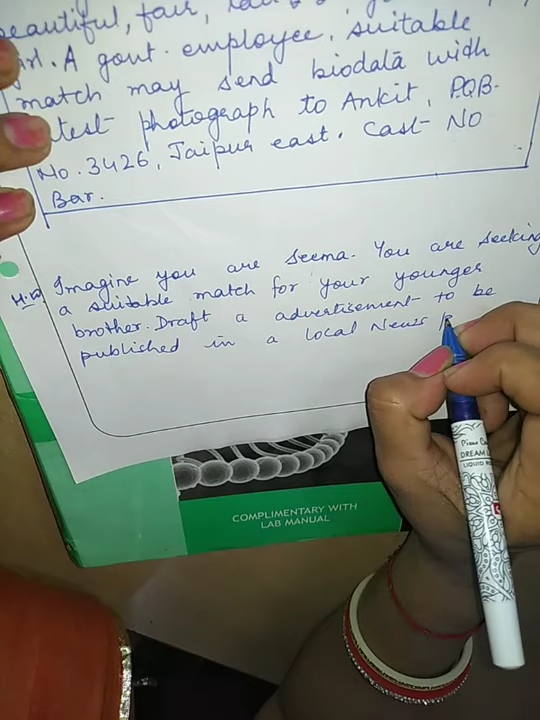 beautiful, fair,
girl. A govt. employee, suitable
match may send biodata with
latest photograph to Ankit, P.O.B.
No. 3426, Jaipur east. Cast NO
Bar.
H.W. Imagine you are Seema. You are seeking
a suitable match for your younger
brother. Draft a advertisement to be
published in a local News
COMPLIMENTARY WITH
LAB MANUAL
DREAM
LIQUID